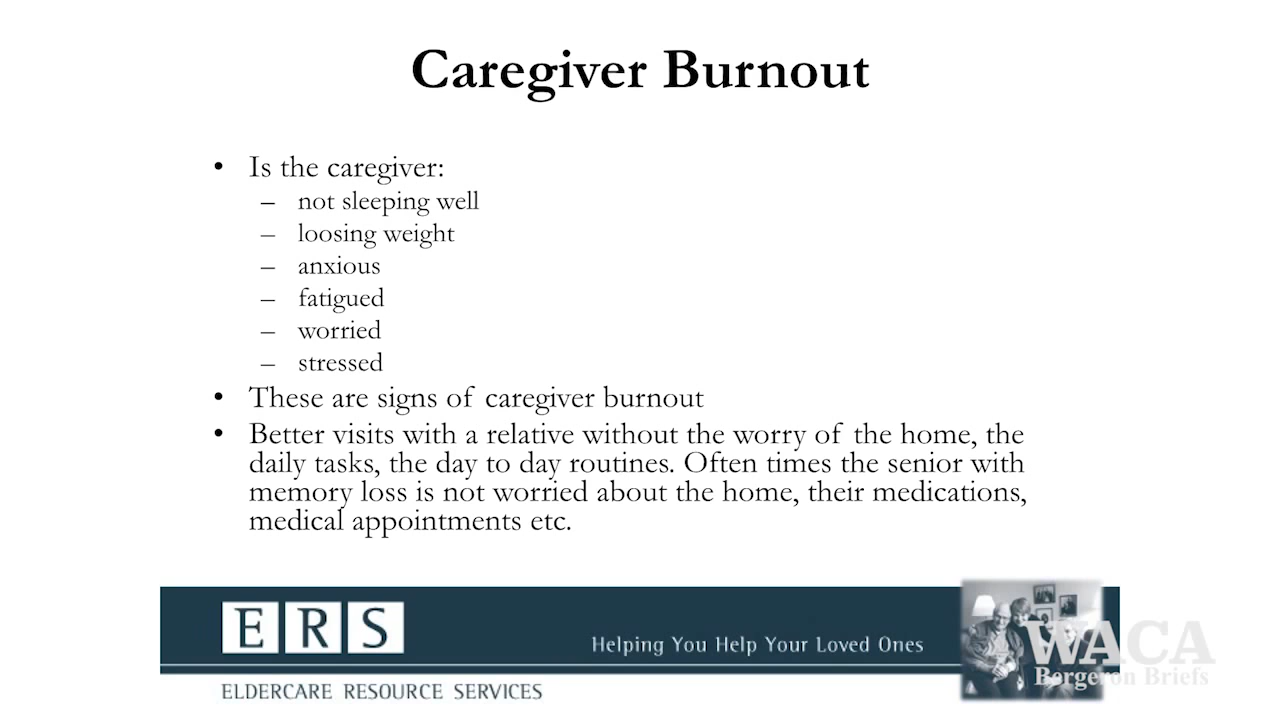 Caregiver Burnout
• Is the caregiver:
– not sleeping well
– loosing weight
– anxious
– fatigued
– worried
– stressed
• These are signs of caregiver burnout
• Better visits with a relative without the worry of the home, the
daily tasks, the day to day routines. Often times the senior with
memory loss is not worried about the home, their medications,
medical appointments etc.
ERS
Helping You Help Your Loved Ones
WACA
Bergeron Briefs
ELDERCARE RESOURCE SERVICES